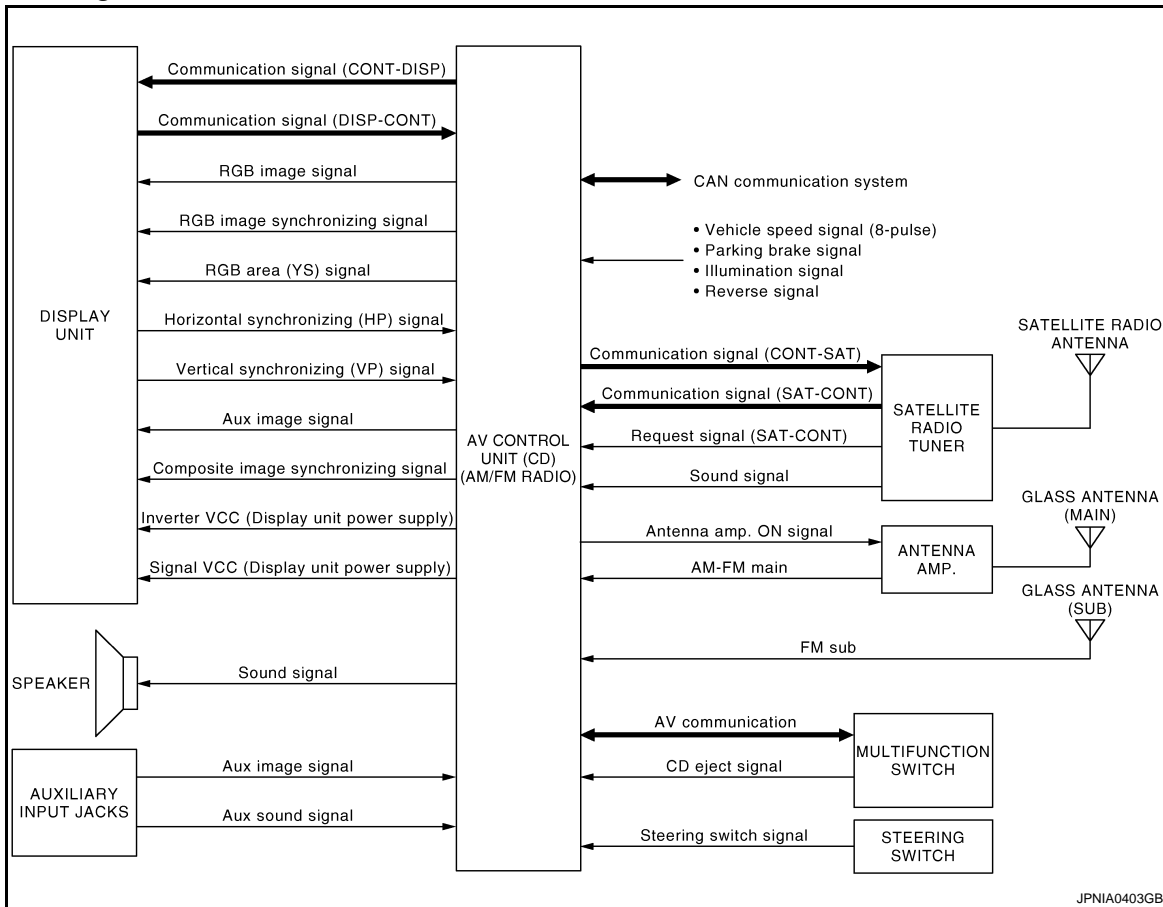 Communication signal (CONT-DISP)
Communication signal (DISP-CONT)
RGB image signal
RGB image synchronizing signal
RGB area (YS) signal
DISPLAY
UNIT
Horizontal synchronizing (HP) signal
Vertical synchronizing (VP) signal
Aux image signal
Composite image synchronizing signal
Inverter VCC (Display unit power supply)
Signal VCC (Display unit power supply)
SPEAKER
Sound signal
AUXILIARY
INPUT JACKS
Aux image signal
Aux sound signal
AV CONTROL
UNIT (CD)
(AM/FM RADIO)
CAN communication system
• Vehicle speed signal (8-pulse)
• Parking brake signal
• Illumination signal
• Reverse signal
SATELLITE RADIO
ANTENNA
Communication signal (CONT-SAT)
Communication signal (SAT-CONT)
Request signal (SAT-CONT)
Sound signal
SATELLITE
RADIO
TUNER
GLASS ANTENNA
(MAIN)
Antenna amp. ON signal
AM-FM main
ANTENNA
AMP.
GLASS ANTENNA
(SUB)
FM sub
AV communication
CD eject signal
MULTIFUNCTION
SWITCH
Steering switch signal
STEERING
SWITCH
JPNIA0403GB